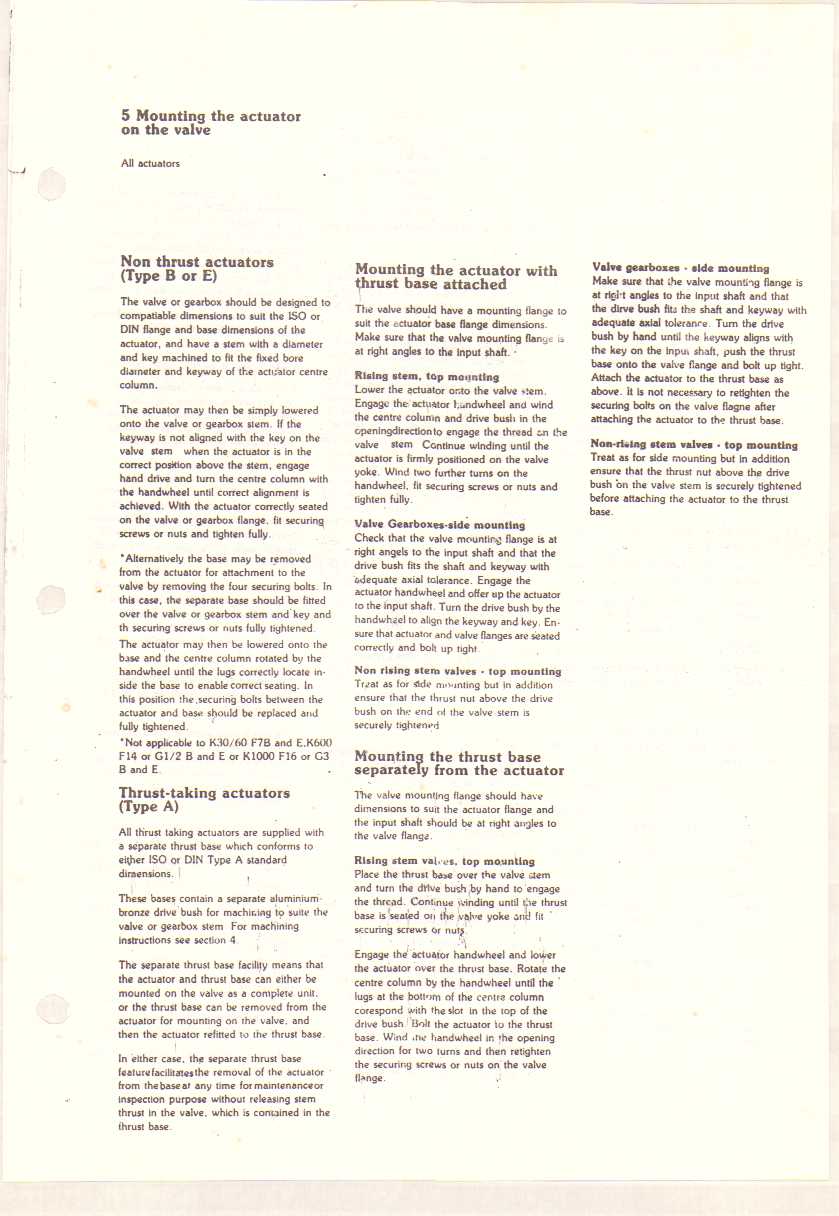 5 Mounting the actuator
on the valve
All actuators
Non thrust actuators
(Type B or E)
The valve or gearbox should be designed to
compatiable dimensions to suit the ISO or
DIN flange and base dimensions of the
actuator, and have a stem with a diameter
and key machined to fit the fixed bore
diameter and keyway of the actuator centre
column.
The actuator may then be simply lowered
onto the valve or gearbox stem. If the
keyway is not aligned with the key on the
valve stem when the actuator is in the
correct position above the stem, engage
hand drive and turn the centre column with
the handwheel until correct alignment is
achieved. With the actuator correctly seated
on the valve or gearbox flange, fit securing
screws or nuts and tighten fully.
*Alternatively the base may be removed
from the actuator for attachment to the
valve by removing the four securing bolts. In
this case, the separate base should be fitted
over the valve or gearbox stem and key and
th securing screws or nuts fully tightened.
The actuator may then be lowered onto the
base and the centre column rotated by the
handwheel until the lugs correctly locate in-
side the base to enable correct seating. In
this position the securing bolts between the
actuator and base should be replaced and
fully tightened.
*Not applicable to K30/60 F7B and E,K600
F14 or G1/2 B and E or K1000 F16 or G3
B and E.
Thrust-taking actuators
(Type A)
All thrust taking actuators are supplied with
a separate thrust base which conforms to
either ISO or DIN Type A standard
dimensions.
These bases contain a separate aluminium-
bronze drive bush for machining to suite the
valve or gearbox stem For machining
instructions see section 4.
The separate thrust base facility means that
the actuator and thrust base can either be
mounted on the valve as a complete unit,
or the thrust base can be removed from the
actuator for mounting on the valve, and
then the actuator refitted to the thrust base.
In either case, the separate thrust base
feature facilitates the removal of the actuator
from the base at any time for maintenance or
inspection purpose without releasing stem
thrust in the valve, which is contained in the
thrust base.
Mounting the actuator with
thrust base attached
The valve should have a mounting flange to
suit the actuator base flange dimensions.
Make sure that the valve mounting flange is
at right angles to the input shaft.
Rising stem, top mounting
Lower the actuator onto the valve stem.
Engage the actuator handwheel and wind
the centre column and drive bush in the
opening direction to engage the thread on the
valve stem Continue winding until the
actuator is firmly positioned on the valve
yoke. Wind two further turns on the
handwheel, fit securing screws or nuts and
tighten fully.
Valve Gearboxes-side mounting
Check that the valve mounting flange is at
right angels to the input shaft and that the
drive bush fits the shaft and keyway with
adequate axial tolerance. Engage the
actuator handwheel and offer up the actuator
to the input shaft. Turn the drive bush by the
handwheel to align the keyway and key. En-
sure that actuator and valve flanges are seated
correctly and bolt up tight.
Non rising stem valves - top mounting
Treat as for side mounting but in addition
ensure that the thrust nut above the drive
bush on the end of the valve stem is
securely tightened
Mounting the thrust base
separately from the actuator
The valve mounting flange should have
dimensions to suit the actuator flange and
the input shaft should be at right angles to
the valve flange.
Rising stem valves, top mounting
Place the thrust base over the valve stem
and turn the drive bush by hand to engage
the thread. Continue winding until the thrust
base is seated on the valve yoke and fit
securing screws or nuts.
Engage the actuator handwheel and lower
the actuator over the thrust base. Rotate the
centre column by the handwheel until the
lugs at the bottom of the centre column
corespond with the slot in the top of the
drive bush Bolt the actuator to the thrust
base. Wind the handwheel in the opening
direction for two turns and then retighten
the securing screws or nuts on the valve
flange.
Valve gearboxes - side mounting
Make sure that the valve mounting flange is
at right angles to the input shaft and that
the dirve bush fits the shaft and keyway with
adequate axial tolerance. Turn the drive
bush by hand until the keyway aligns with
the key on the input shaft, push the thrust
base onto the valve flange and bolt up tight.
Attach the actuator to the thrust base as
above. It is not necessary to retighten the
securing bolts on the valve flagne after
attaching the actuator to the thrust base.
Non-rising stem valves - top mounting
Treat as for side mounting but in addition
ensure that the thrust nut above the drive
bush on the valve stem is securely tightened
before attaching the actuator to the thrust
base.